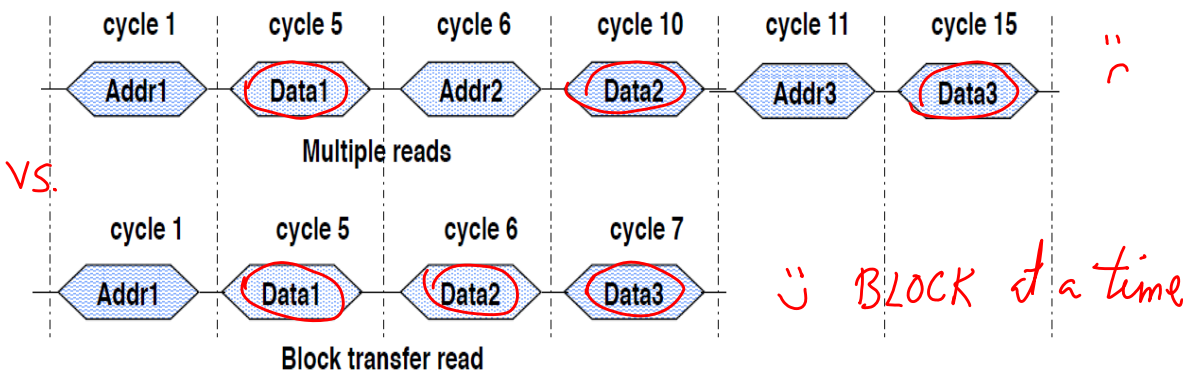 cycle 1 cycle 5 cycle 6 cycle 10 cycle 11 cycle 15
Addr1 Data1 Addr2 Data2 Addr3 Data3
Multiple reads
vs.
cycle 1 cycle 5 cycle 6 cycle 7
Addr1 Data1 Data2 Data3 BLOCK at a time
Block transfer read